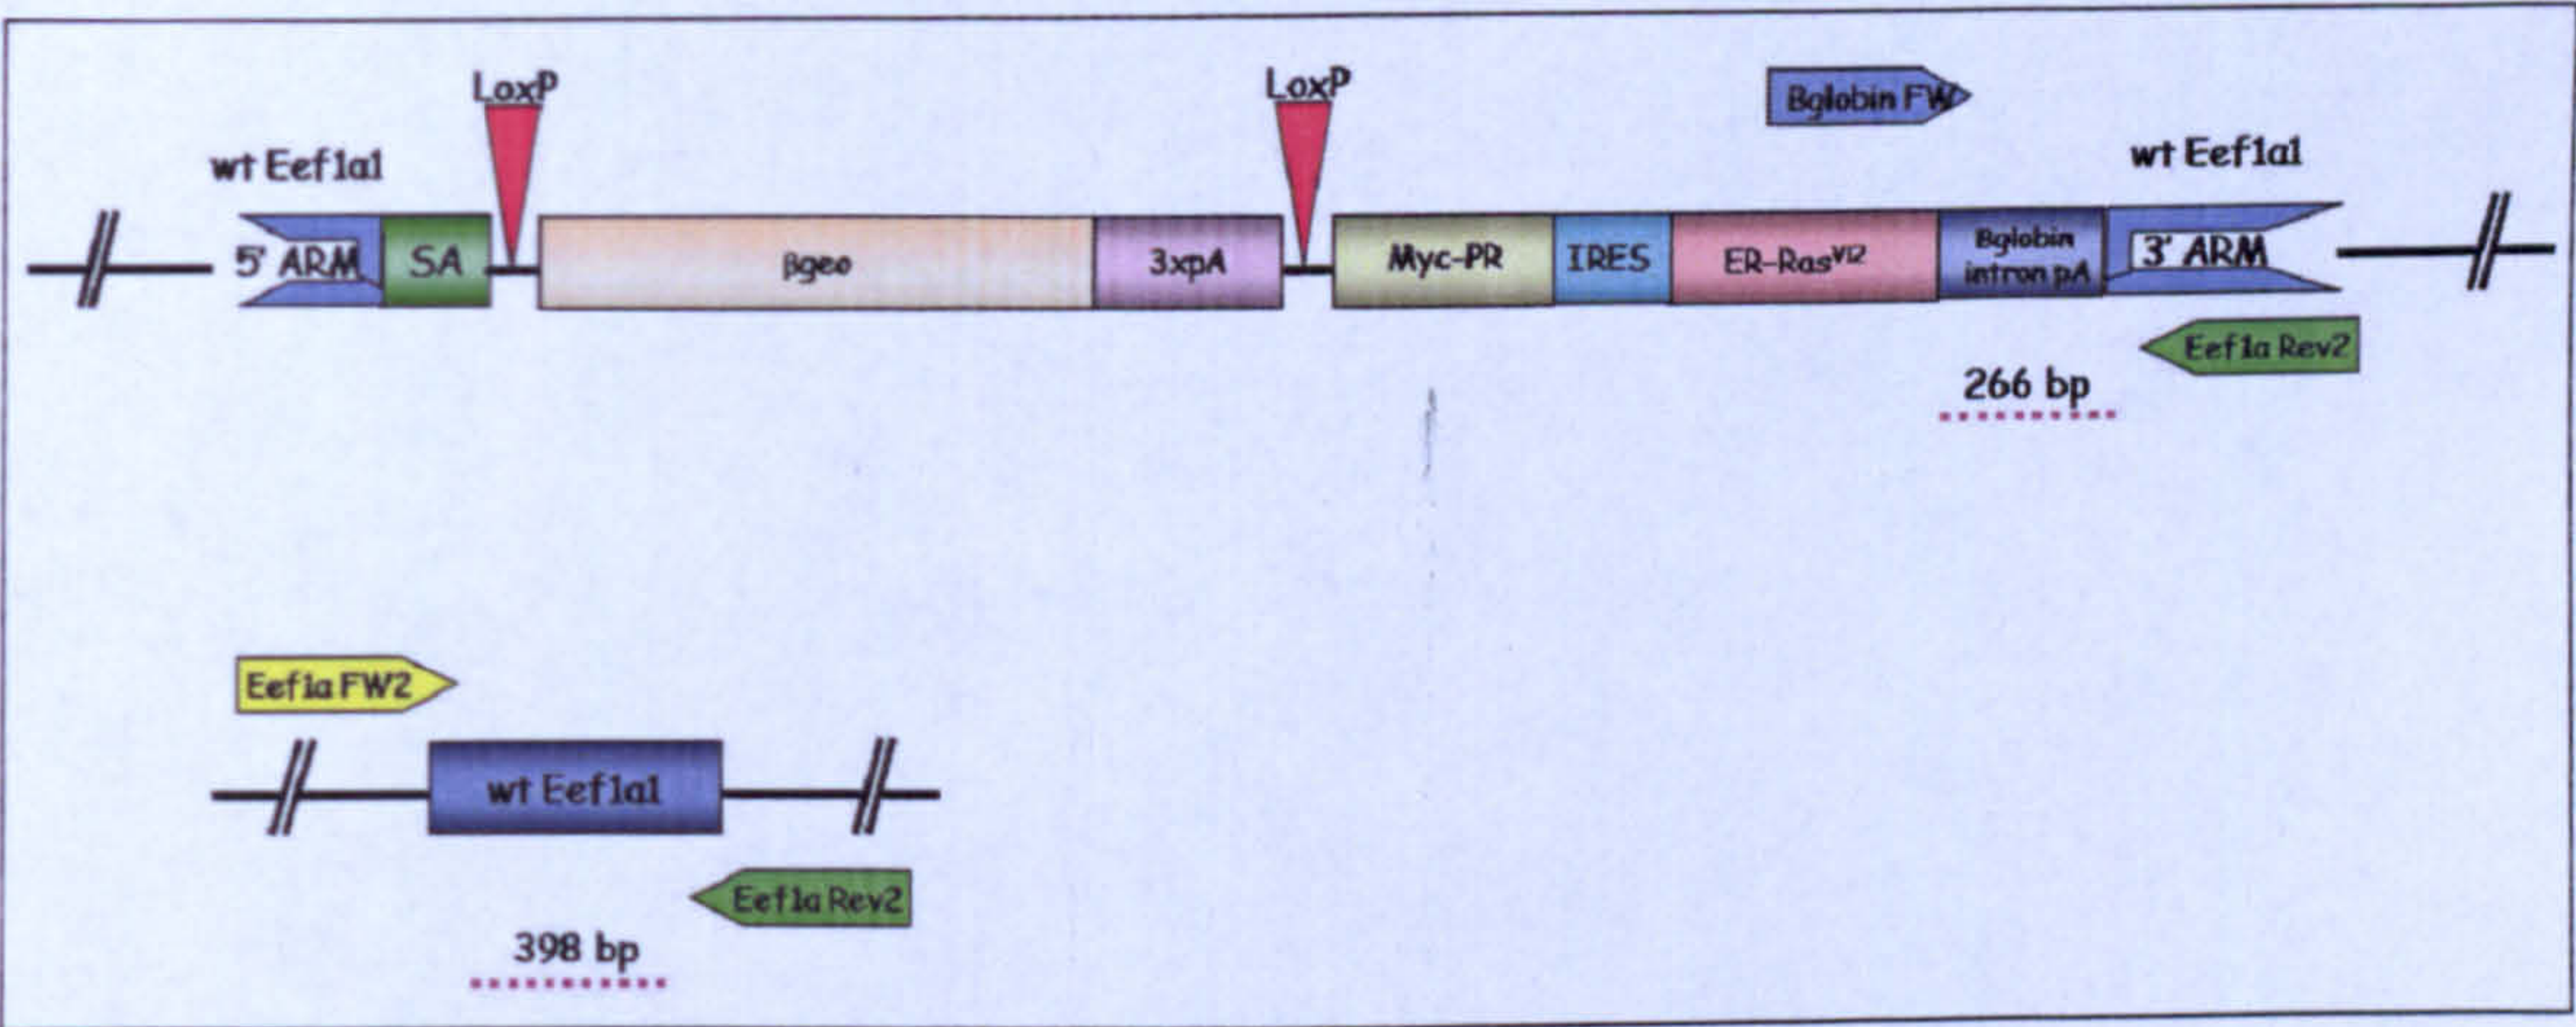 LoxP
LoxP
Bglobin FW
wt Eef1a1
wt Eef1a1
5' ARM
SA
βgeo
3xpA
Myc-PR
IRES
ER-Ras^V12
Bglobin
intron pA
3' ARM
Eef1a Rev2
266 bp
Eef1a FW2
wt Eef1a1
Eef1a Rev2
398 bp